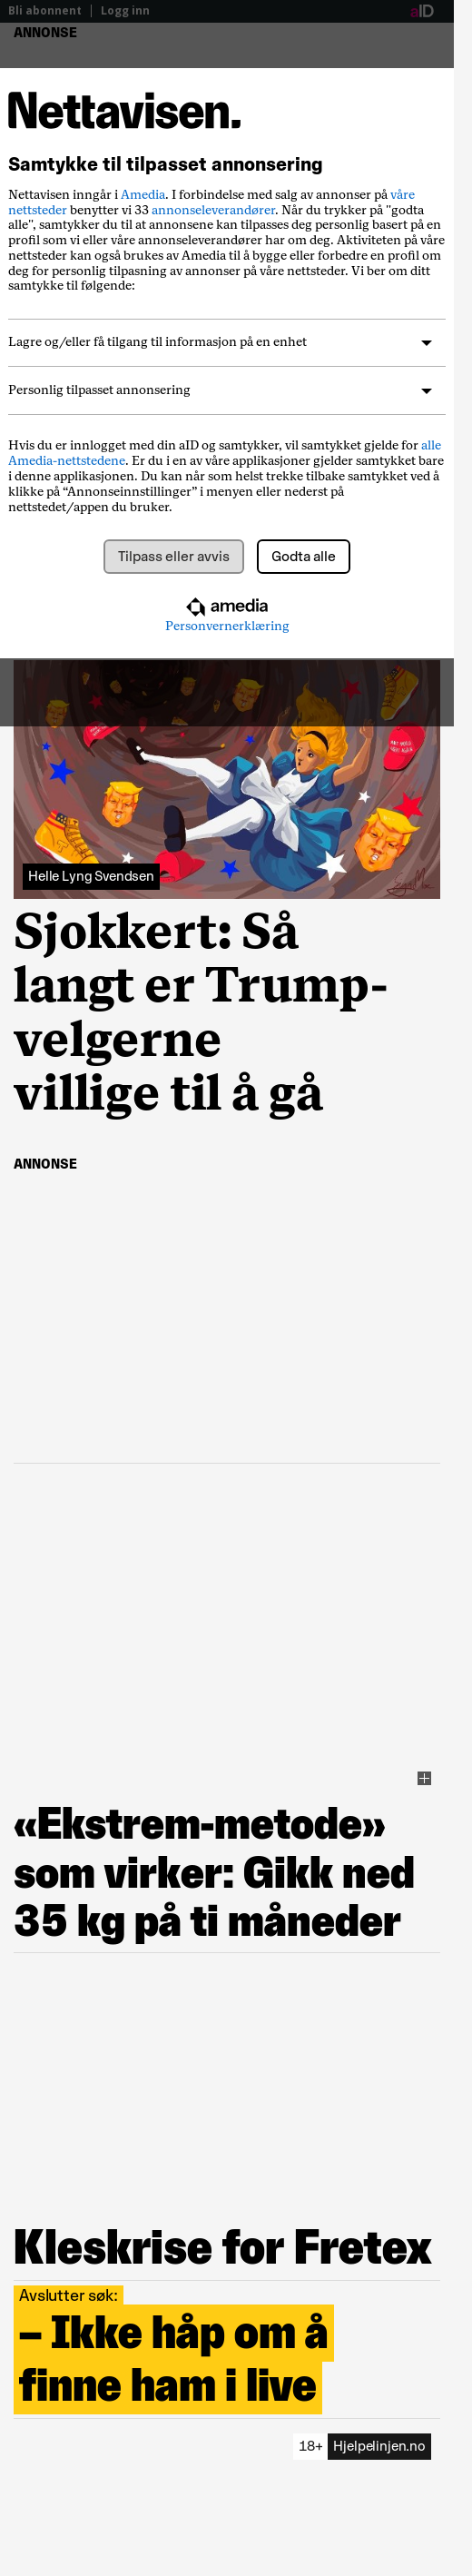 Bli abonnent | Logg inn
aID
ANNONSE
Nettavisen.
Samtykke til tilpasset annonsering
Nettavisen inngår i Amedia. I forbindelse med salg av annonser på våre
nettsteder benytter vi 33 annonseleverandører. Når du trykker på "godta
alle", samtykker du til at annonsene kan tilpasses deg personlig basert på en
profil som vi eller våre annonseleverandører har om deg. Aktiviteten på våre
nettsteder kan også brukes av Amedia til å bygge eller forbedre en profil om
deg for personlig tilpasning av annonser på våre nettsteder. Vi ber om ditt
samtykke til følgende:
Lagre og/eller få tilgang til informasjon på en enhet
Personlig tilpasset annonsering
Hvis du er innlogget med din aID og samtykker, vil samtykket gjelde for alle
Amedia-nettstedene. Er du i en av våre applikasjoner gjelder samtykket bare
i denne applikasjonen. Du kan når som helst trekke tilbake samtykket ved å
klikke på “Annonseinnstillinger” i menyen eller nederst på
nettstedet/appen du bruker.
Tilpass eller avvis
Godta alle
amedia
Personvernerklæring
Helle Lyng Svendsen
Sjokkert: Så
langt er Trump-
velgerne
villige til å gå
ANNONSE
«Ekstrem-metode»
som virker: Gikk ned
35 kg på ti måneder
Kleskrise for Fretex
Avslutter søk:
– Ikke håp om å
finne ham i live
18+ Hjelpelinjen.no